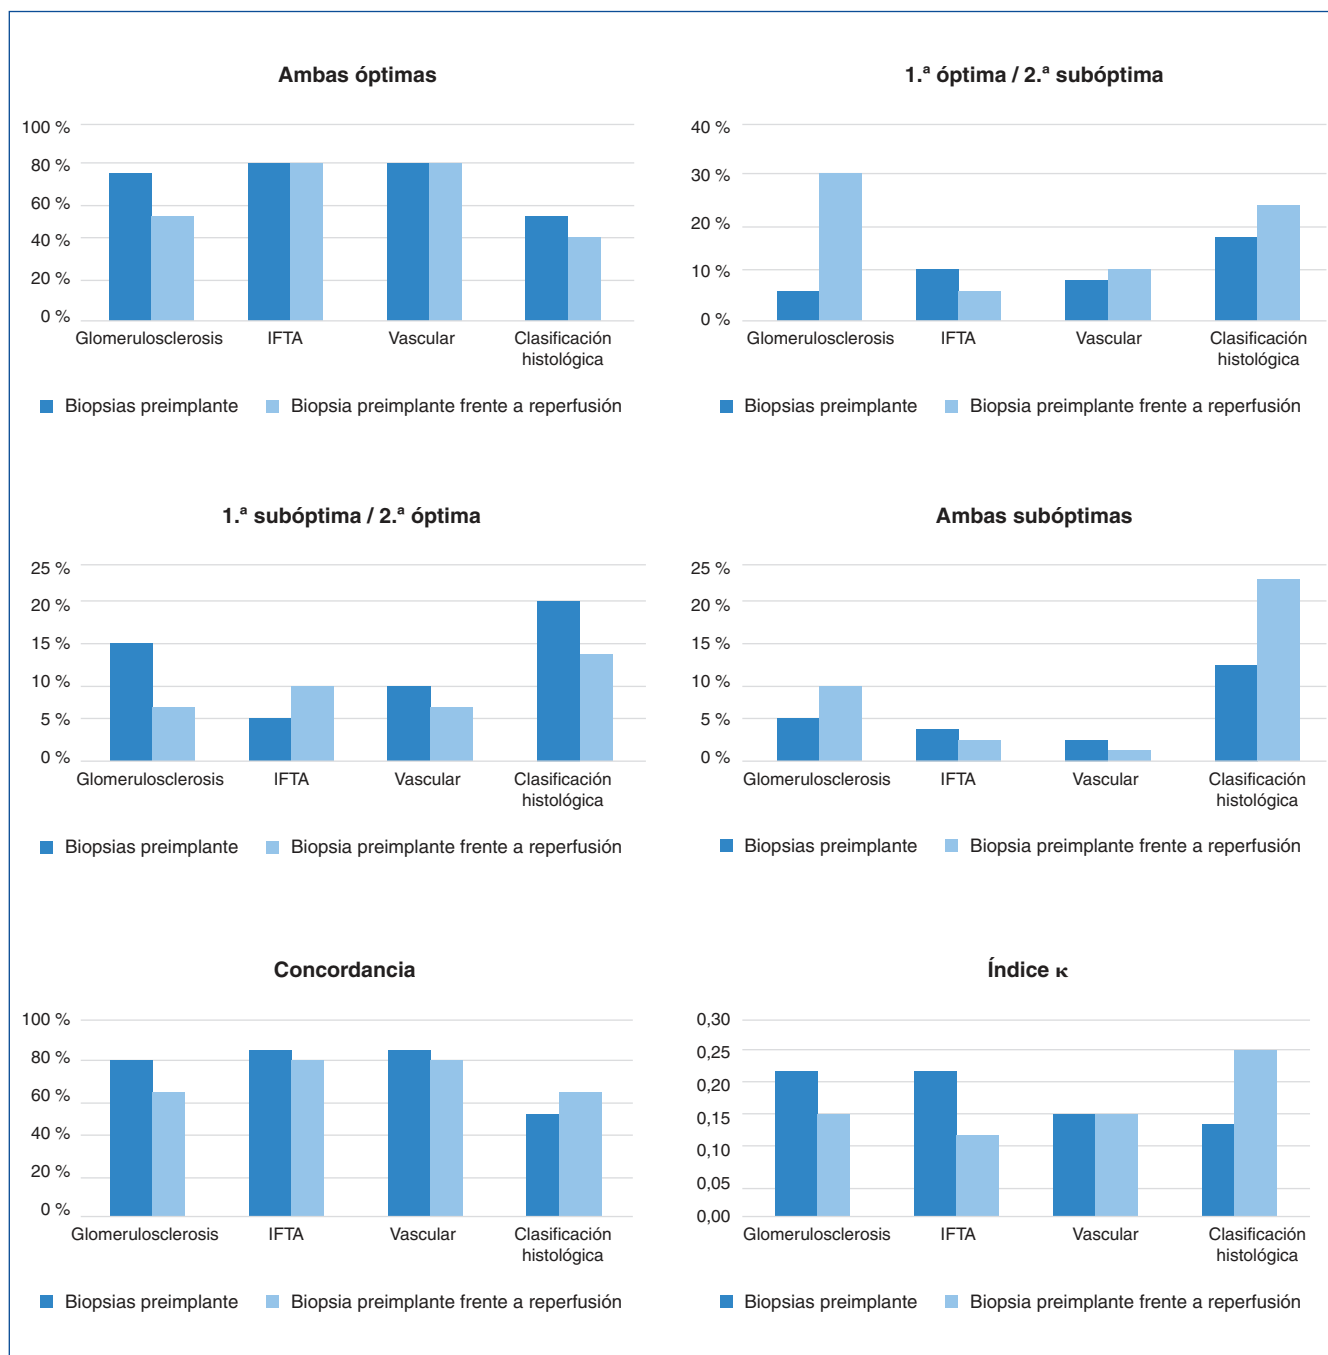 Ambas óptimas
100 %
80 %
60 %
40 %
20 %
0 %
Glomerulosclerosis IFTA Vascular Clasificación
histológica
Biopsias preimplante Biopsia preimplante frente a reperfusión
1.ª óptima / 2.ª subóptima
40 %
30 %
20 %
10 %
0 %
Glomerulosclerosis IFTA Vascular Clasificación
histológica
Biopsias preimplante Biopsia preimplante frente a reperfusión
1.ª subóptima / 2.ª óptima
25 %
20 %
15 %
10 %
5 %
0 %
Glomerulosclerosis IFTA Vascular Clasificación
histológica
Biopsias preimplante Biopsia preimplante frente a reperfusión
Ambas subóptimas
25 %
20 %
15 %
10 %
5 %
0 %
Glomerulosclerosis IFTA Vascular Clasificación
histológica
Biopsias preimplante Biopsia preimplante frente a reperfusión
Concordancia
100 %
80 %
60 %
40 %
20 %
0 %
Glomerulosclerosis IFTA Vascular Clasificación
histológica
Biopsias preimplante Biopsia preimplante frente a reperfusión
Índice κ
0,30
0,25
0,20
0,15
0,10
0,05
0,00
Glomerulosclerosis IFTA Vascular Clasificación
histológica
Biopsias preimplante Biopsia preimplante frente a reperfusión